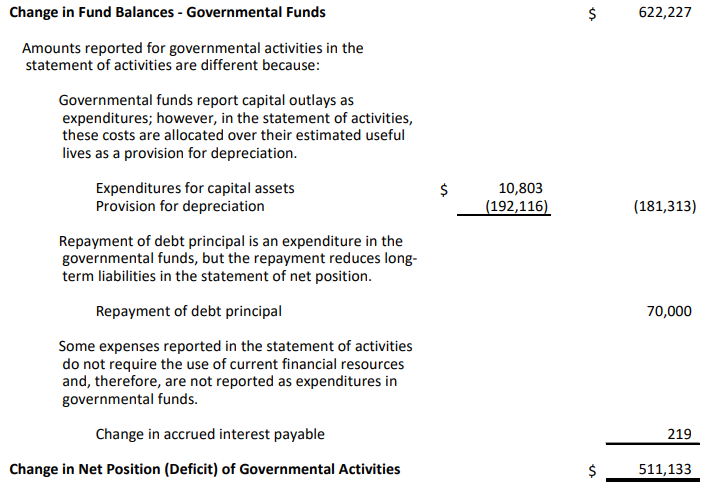 Change in Fund Balances - Governmental Funds $ 622,227
Amounts reported for governmental activities in the
statement of activities are different because:
Governmental funds report capital outlays as
expenditures; however, in the statement of activities,
these costs are allocated over their estimated useful
lives as a provision for depreciation.
Expenditures for capital assets $ 10,803
Provision for depreciation (192,116) (181,313)
Repayment of debt principal is an expenditure in the
governmental funds, but the repayment reduces long-
term liabilities in the statement of net position.
Repayment of debt principal 70,000
Some expenses reported in the statement of activities
do not require the use of current financial resources
and, therefore, are not reported as expenditures in
governmental funds.
Change in accrued interest payable 219
Change in Net Position (Deficit) of Governmental Activities $ 511,133